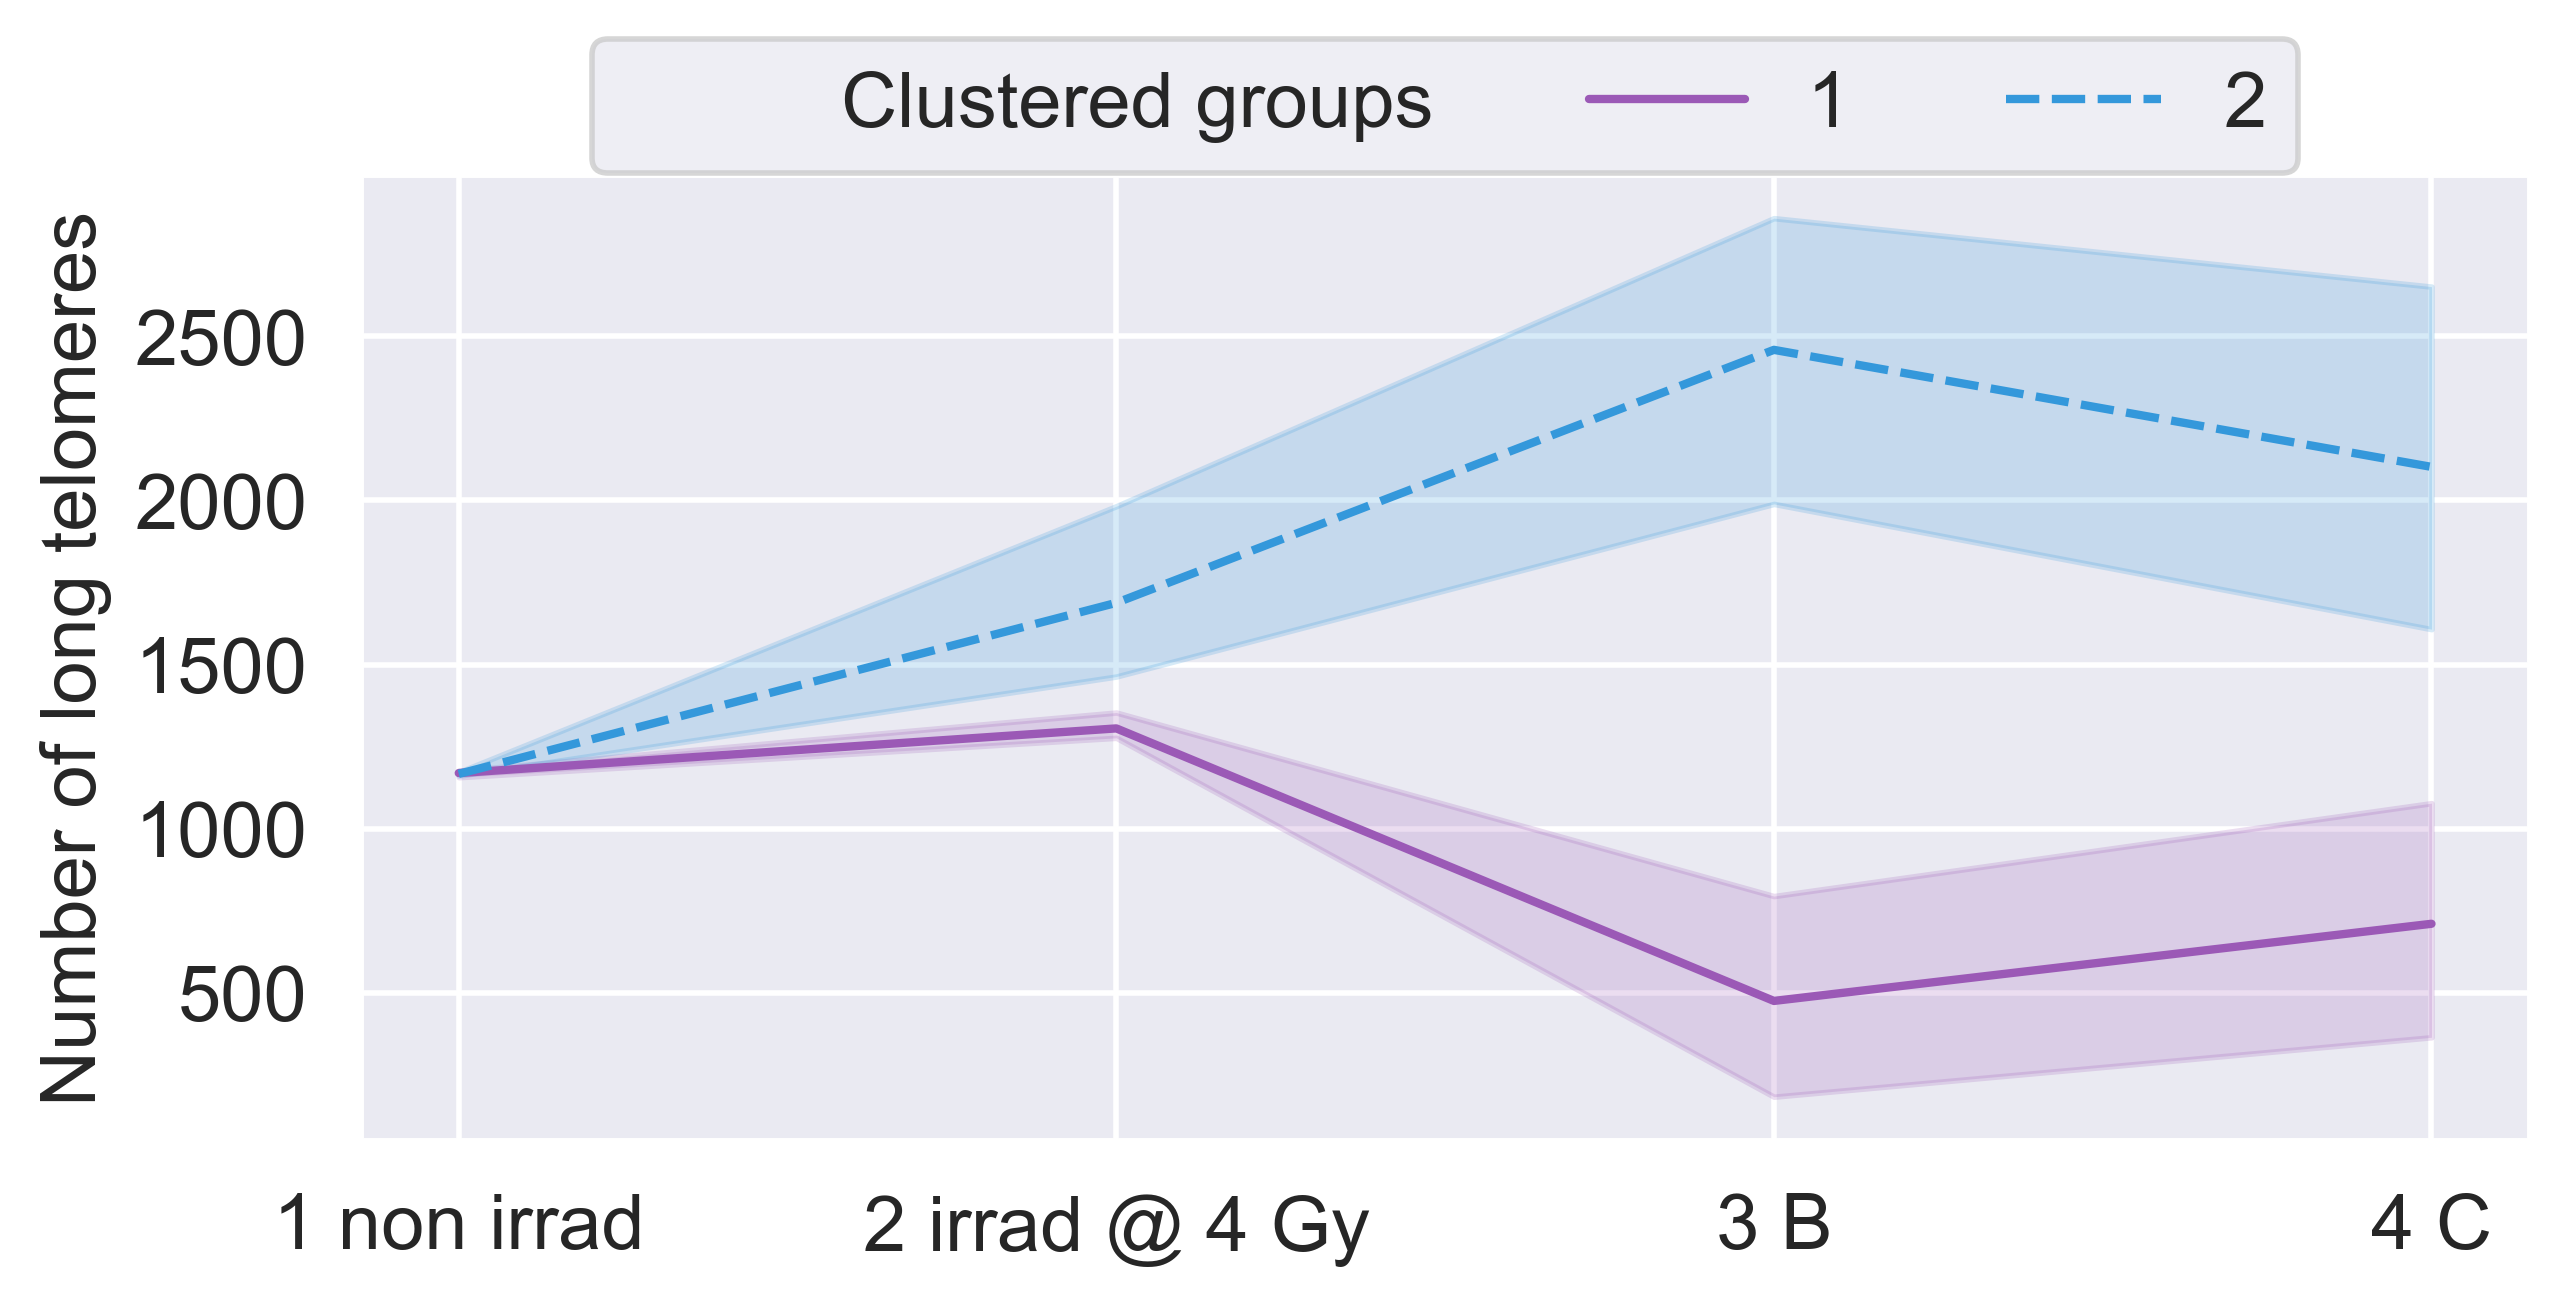 Clustered groups 1 2
Number of long telomeres
2500
2000
1500
1000
500
1 non irrad 2 irrad @ 4 Gy 3 B 4 C